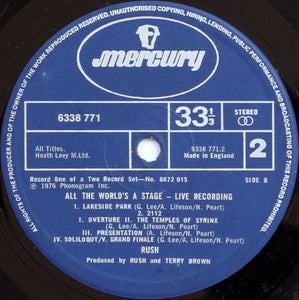 ALL RIGHTS OF THE PRODUCER AND OF THE OWNER OF THE WORK REPRODUCED RESERVED. UNAUTHORISED COPYING, HIRING, LENDING, PUBLIC PERFORMANCE AND BROADCASTING OF THIS RECORD PROHIBITED.
mercury
6338 771
33 1/3
STEREO
All Titles.
Heath Levy M.Ltd.
6338 771.2
Made in England
2
Record One of a Two Record Set—No. 6672 015
℗ 1976 Phonogram Inc.
SIDE B
ALL THE WORLD'S A STAGE – LIVE RECORDING
1. LAKESIDE PARK (G. Lee/A. Lifeson/N. Peart)
2. 2112
I. OVERTURE II. THE TEMPLES OF SYRINX
III. PRESENTATION (A. Lifeson/N. Peart)
IV. SOLILOQUY/V. GRAND FINALE (G. Lee/A. Lifeson/N. Peart)
RUSH
Produced by RUSH and TERRY BROWN